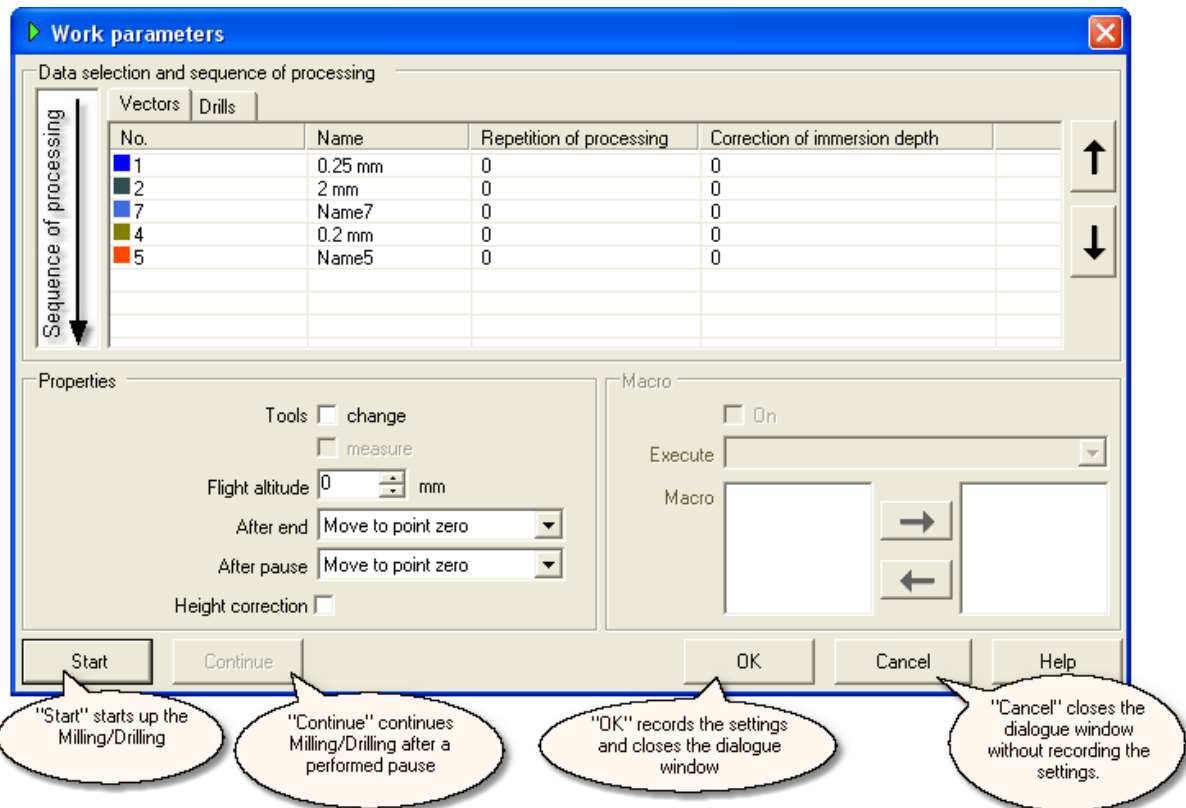 Work parameters
Data selection and sequence of processing
Sequence of processing
Vectors Drills
No. Name Repetition of processing Correction of immersion depth
1 0.25 mm 0 0
2 2 mm 0 0
7 Name7 0 0
4 0.2 mm 0 0
5 Name5 0 0
Properties
Tools change
measure
Flight altitude 0 mm
After end Move to point zero
After pause Move to point zero
Height correction
Macro
On
Execute
Macro
Start Continue OK Cancel Help
"Start" starts up the
Milling/Drilling
"Continue" continues
Milling/Drilling after a
performed pause
"OK" records the settings
and closes the dialogue
window
"Cancel" closes the
dialogue window
without recording the
settings.